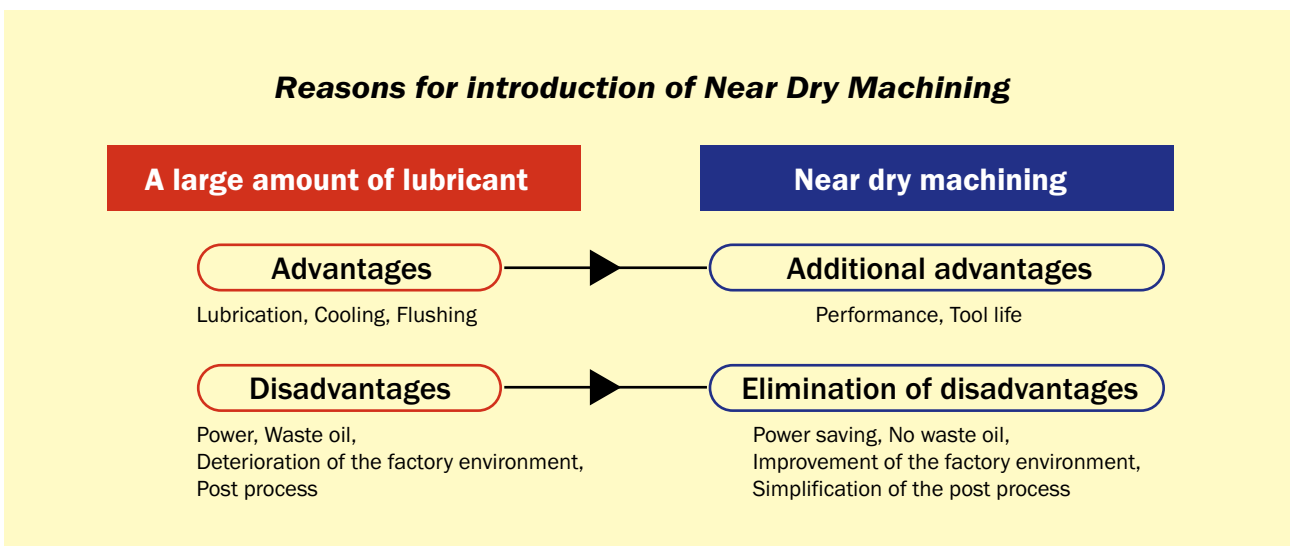 Reasons for introduction of Near Dry Machining
A large amount of lubricant
Near dry machining
Advantages
Additional advantages
Lubrication, Cooling, Flushing
Performance, Tool life
Disadvantages
Elimination of disadvantages
Power, Waste oil,
Deterioration of the factory environment,
Post process
Power saving, No waste oil,
Improvement of the factory environment,
Simplification of the post process